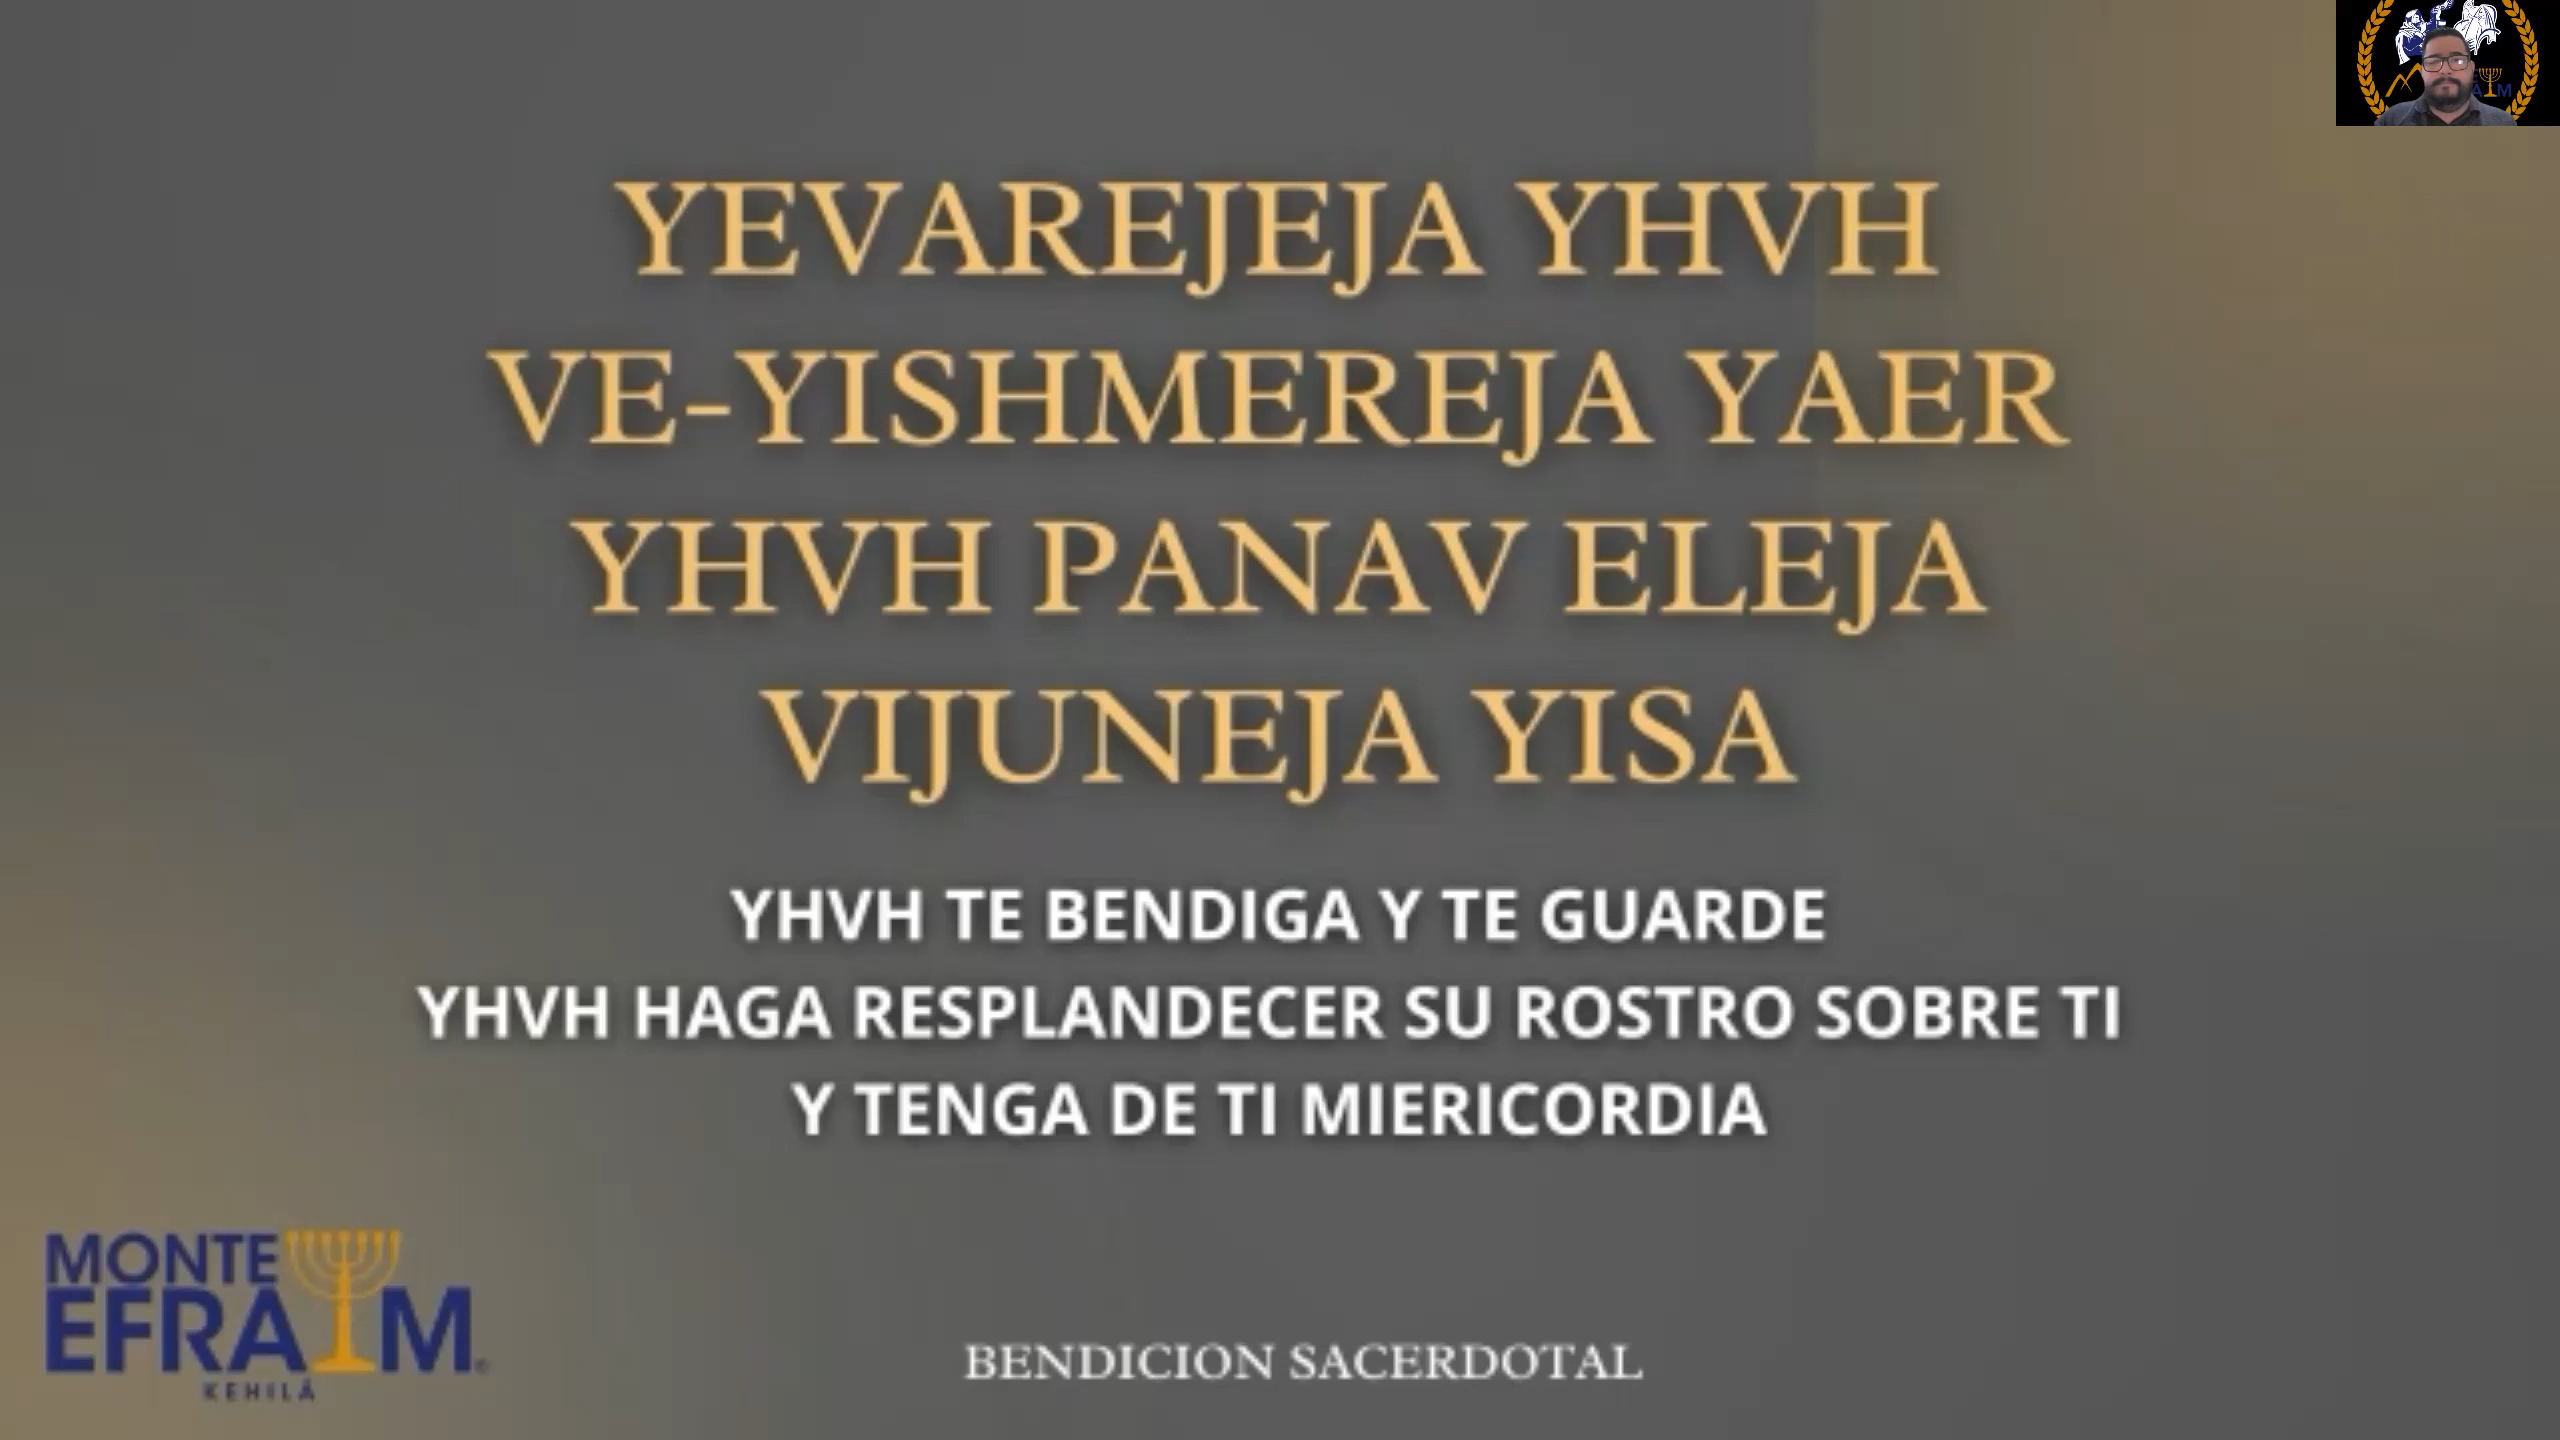 YEVAREJEJA YHVH
VE-YISHMEREJA YAER
YHVH PANAV ELEJA
VIJUNEJA YISA
YHVH TE BENDIGA Y TE GUARDE
YHVH HAGA RESPLANDECER SU ROSTRO SOBRE TI
Y TENGA DE TI MIERICORDIA
MONTE
EFRAIM
KEHILÁ
BENDICION SACERDOTAL